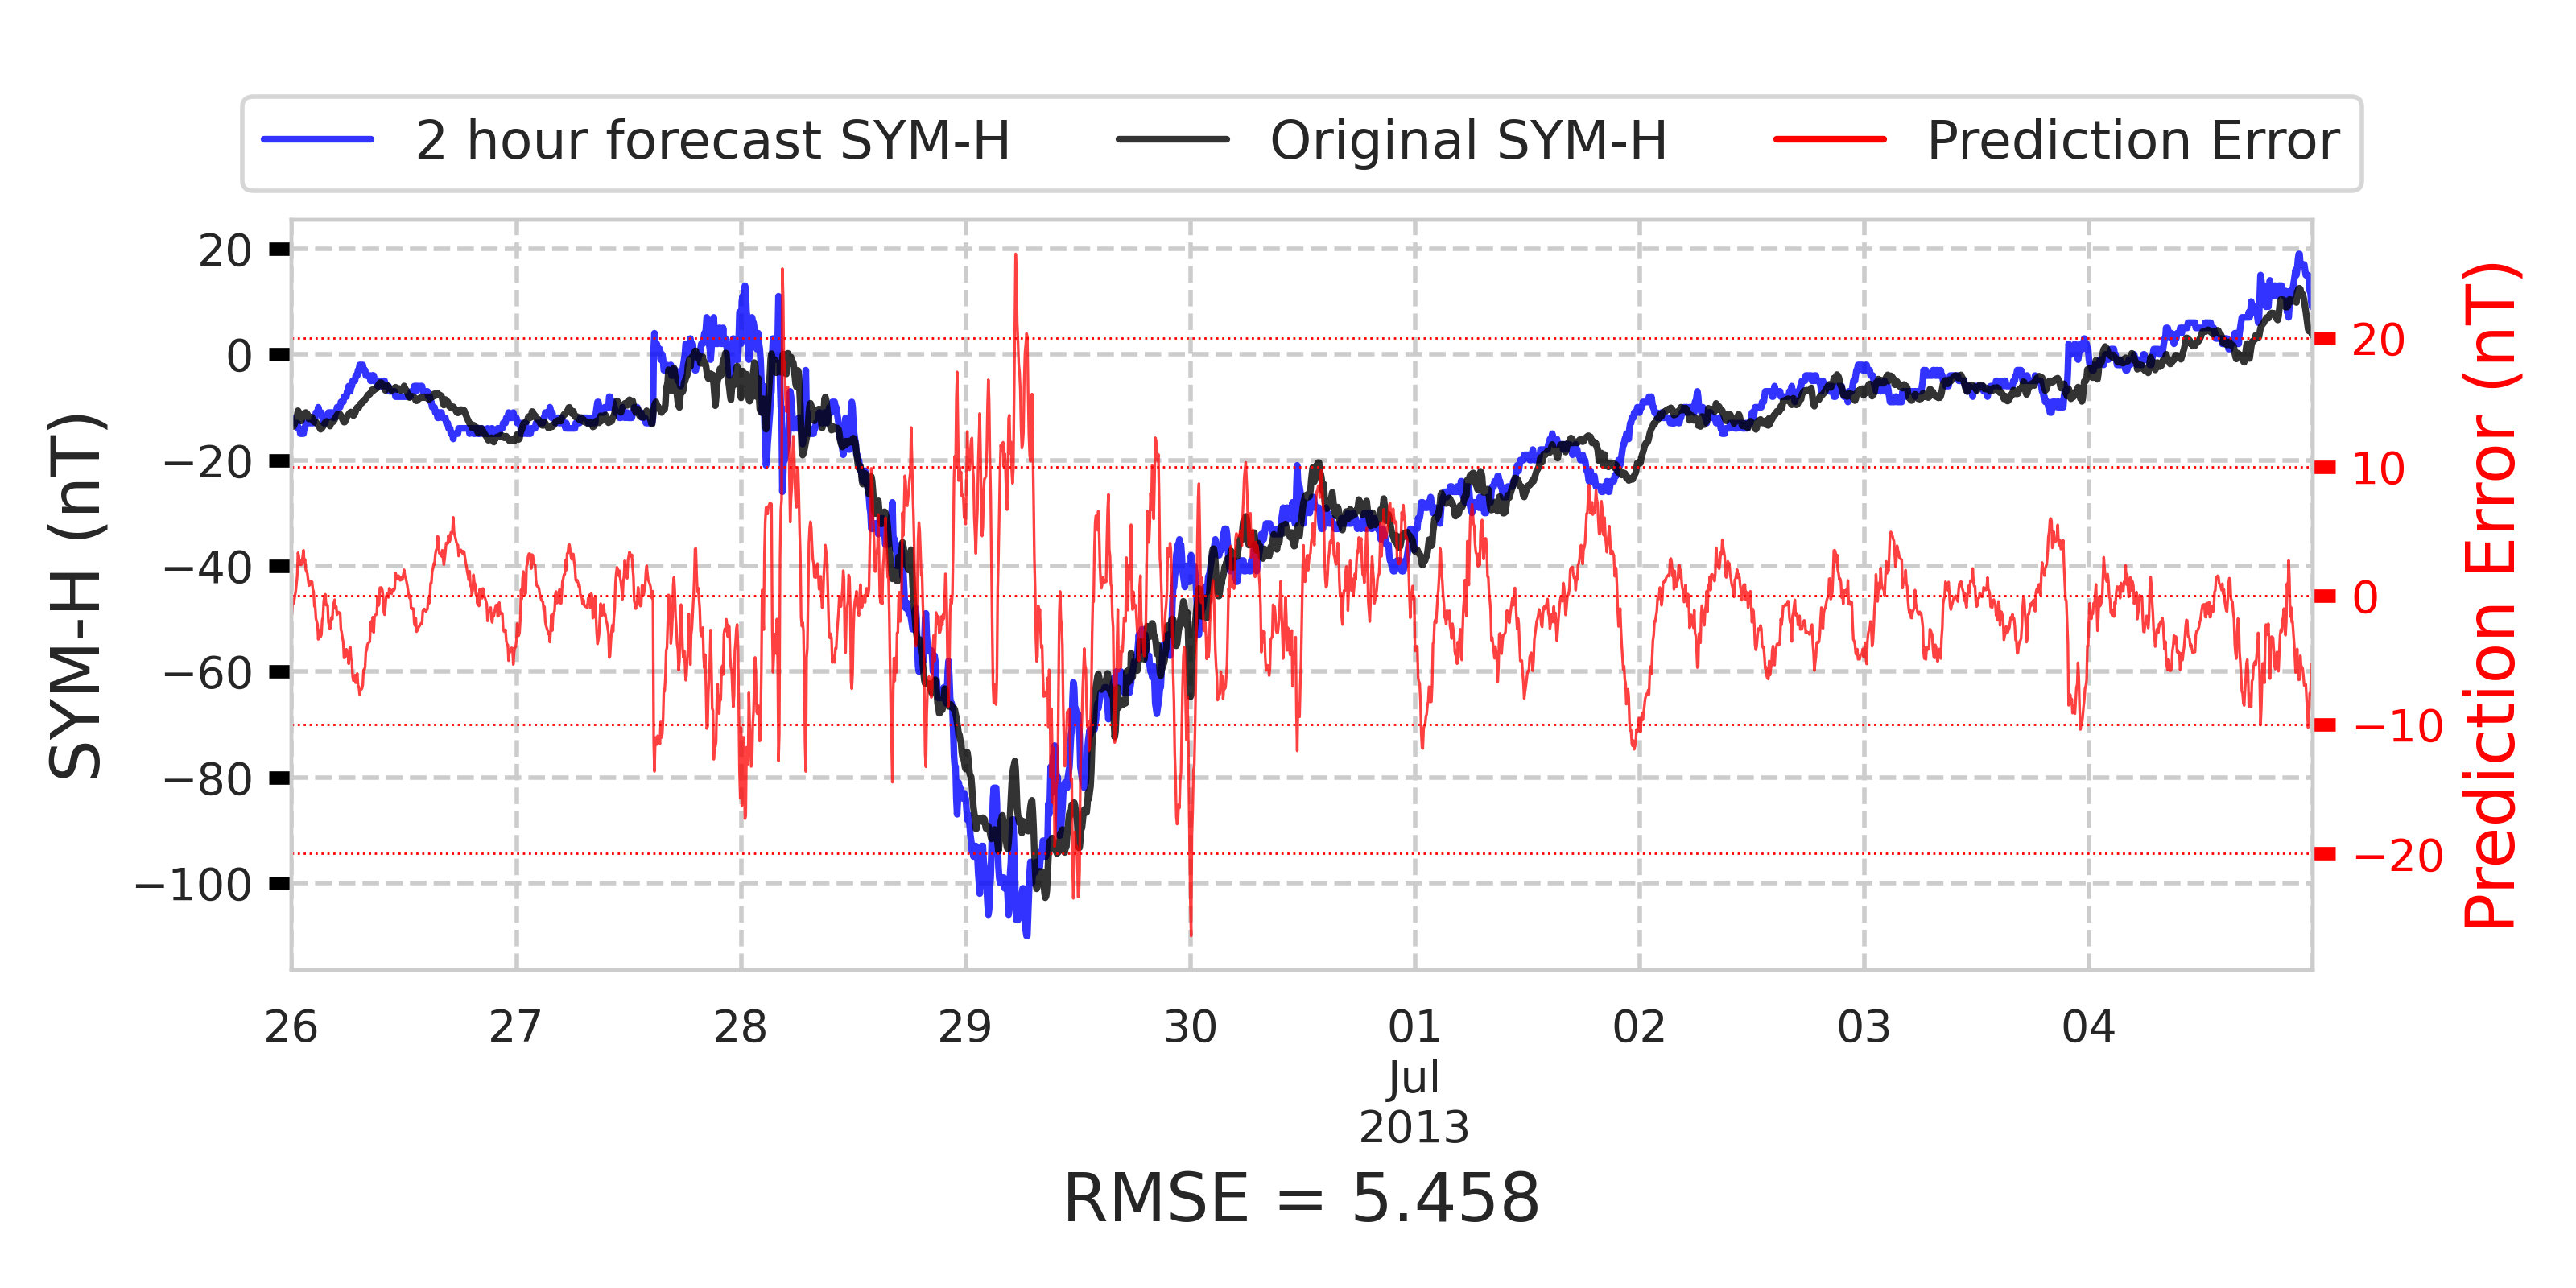 2 hour forecast SYM-H
Original SYM-H
Prediction Error
SYM-H (nT)
20
0
−20
−40
−60
−80
−100
20
10
0
−10
−20
Prediction Error (nT)
26 27 28 29 30 01 02 03 04
Jul
2013
RMSE = 5.458